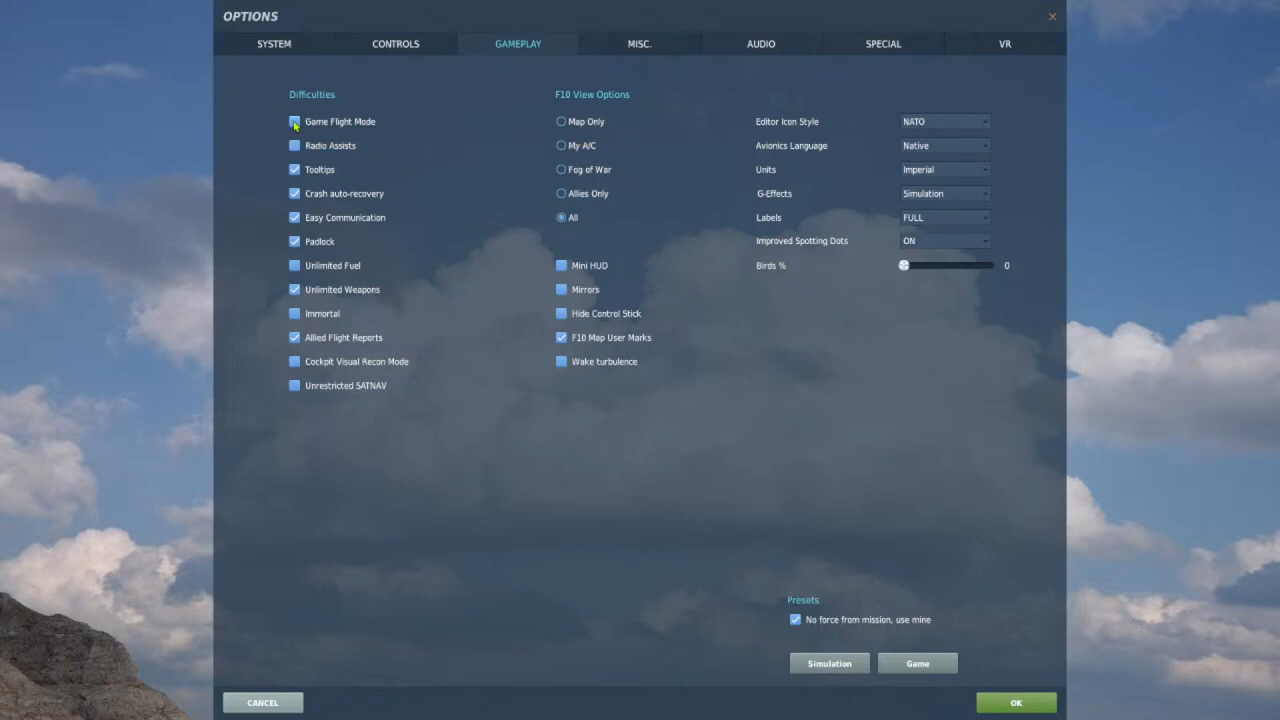 OPTIONS
SYSTEM CONTROLS GAMEPLAY MISC. AUDIO SPECIAL VR
Difficulties
Game Flight Mode
Radio Assists
Tooltips
Crash auto-recovery
Easy Communication
Padlock
Unlimited Fuel
Unlimited Weapons
Immortal
Allied Flight Reports
Cockpit Visual Recon Mode
Unrestricted SATNAV
F10 View Options
Map Only
My A/C
Fog of War
Allies Only
All
Mini HUD
Mirrors
Hide Control Stick
F10 Map User Marks
Wake turbulence
Editor Icon Style NATO
Avionics Language Native
Units Imperial
G-Effects Simulation
Labels FULL
Improved Spotting Dots ON
Birds % 0
Presets
No force from mission, use mine
Simulation Game
CANCEL OK